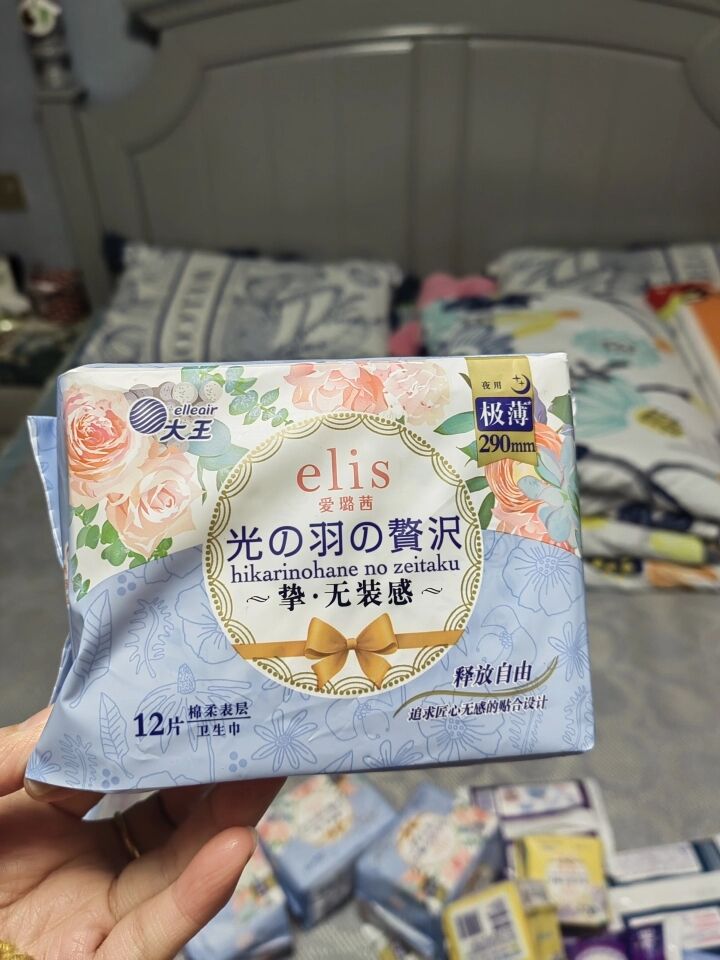 elleair
大王
夜用
极薄
290mm
elis
爱璐茜
光の羽の贅沢
hikarinohane no zeitaku
~挚·无装感~
释放自由
追求匠心无感的贴合设计
12片
棉柔表层
卫生巾